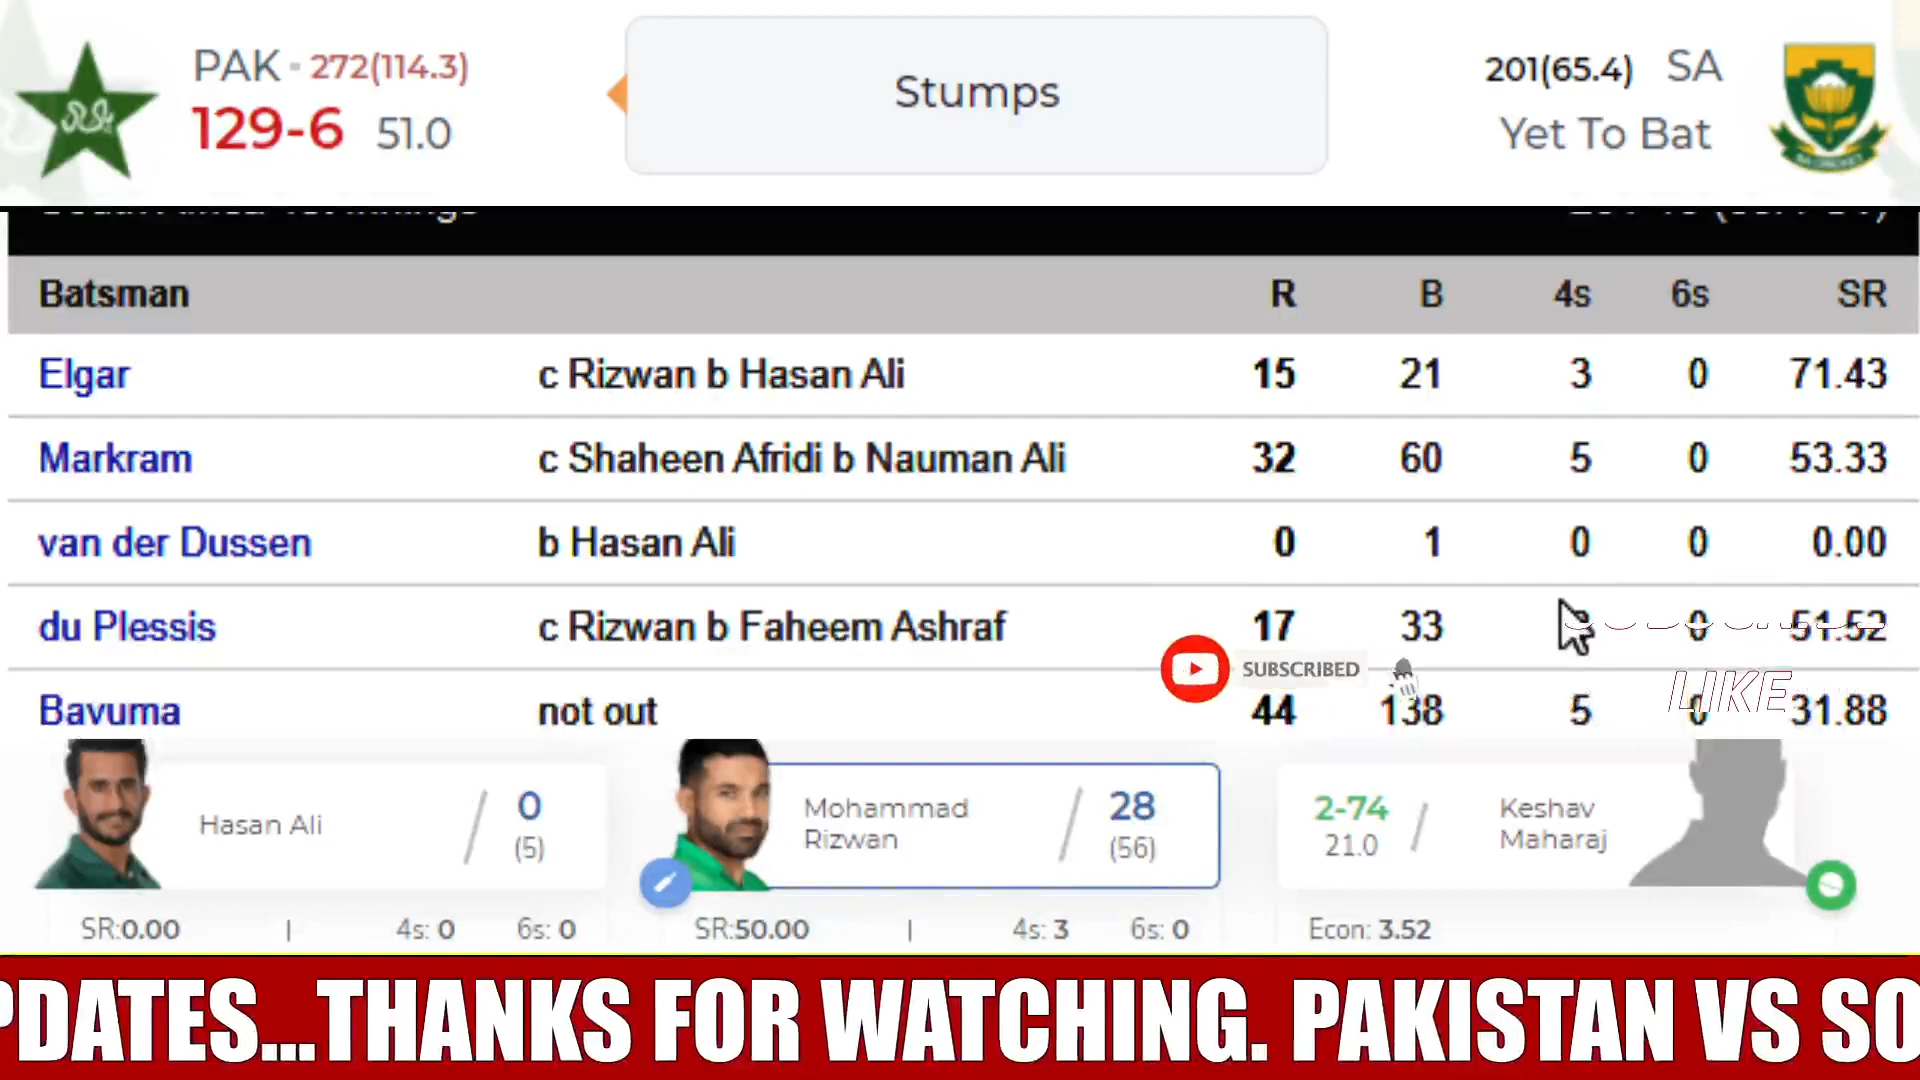 PAK - 272(114.3)
129-6 51.0
Stumps
201(65.4) SA
Yet To Bat
Batsman R B 4s 6s SR
Elgar c Rizwan b Hasan Ali 15 21 3 0 71.43
Markram c Shaheen Afridi b Nauman Ali 32 60 5 0 53.33
van der Dussen b Hasan Ali 0 1 0 0 0.00
du Plessis c Rizwan b Faheem Ashraf 17 33 0 51.52
SUBSCRIBED
LIKE
Bavuma not out 44 138 5 0 31.88
Hasan Ali / 0
(5)
SR:0.00 | 4s: 0 6s: 0
Mohammad
Rizwan / 28
(56)
SR:50.00 | 4s: 3 6s: 0
2-74
21.0 / Keshav
Maharaj
Econ: 3.52
PDATES...THANKS FOR WATCHING. PAKISTAN VS SO